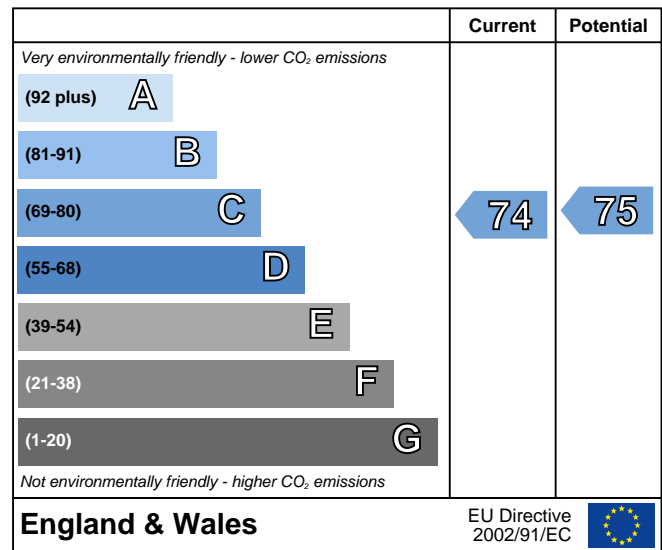 Current Potential
Very environmentally friendly - lower CO₂ emissions
(92 plus) A
(81-91) B
(69-80) C 74 75
(55-68) D
(39-54) E
(21-38) F
(1-20) G
Not environmentally friendly - higher CO₂ emissions
England & Wales
EU Directive
2002/91/EC